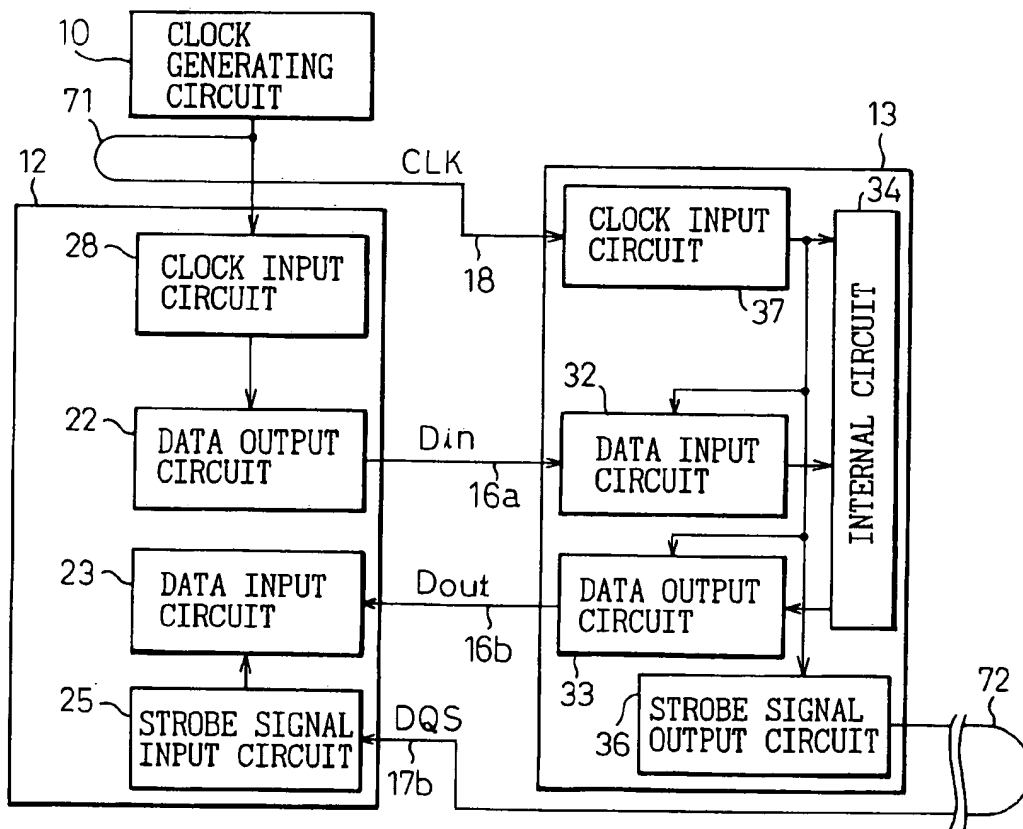 10
CLOCK
GENERATING
CIRCUIT
71
12
CLK
13
34
28
CLOCK INPUT
CIRCUIT
18
CLOCK INPUT
CIRCUIT
37
INTERNAL CIRCUIT
22
DATA OUTPUT
CIRCUIT
Din
16a
32
DATA INPUT
CIRCUIT
23
DATA INPUT
CIRCUIT
Dout
16b
DATA OUTPUT
CIRCUIT
33
25
STROBE SIGNAL
INPUT CIRCUIT
DQS
17b
36
STROBE SIGNAL
OUTPUT CIRCUIT
72